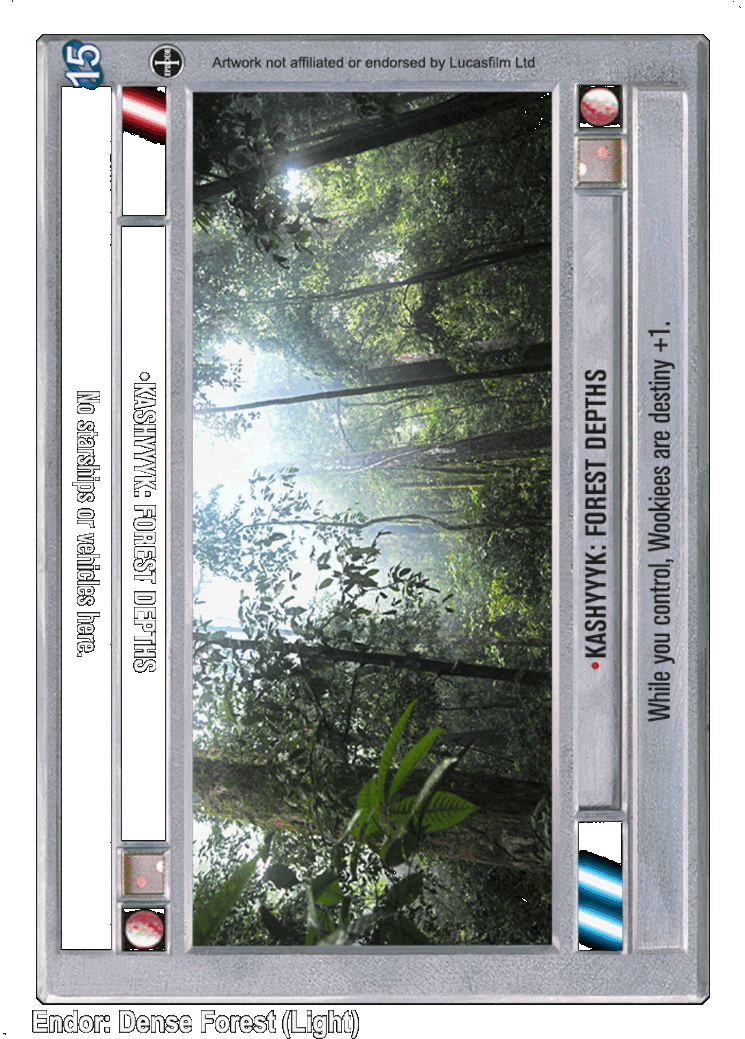 15
EPISODE I
Artwork not affiliated or endorsed by Lucasfilm Ltd
No starships or vehicles here.
•KASHYYYK: FOREST DEPTHS
•KASHYYYK: FOREST DEPTHS
While you control, Wookiees are destiny +1.
Endor: Dense Forest (Light)